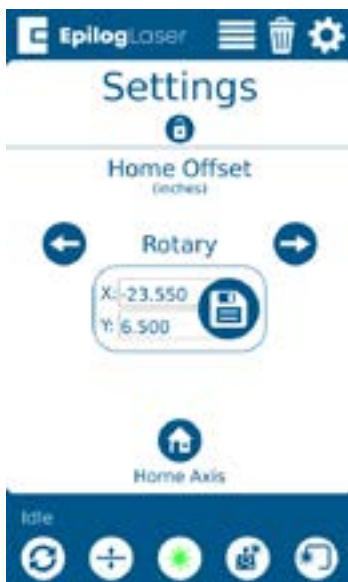 EpilogLaser
Settings
Home Offset
(inches)
Rotary
X: -23.550
Y: 6.500
Home Axis
Idle